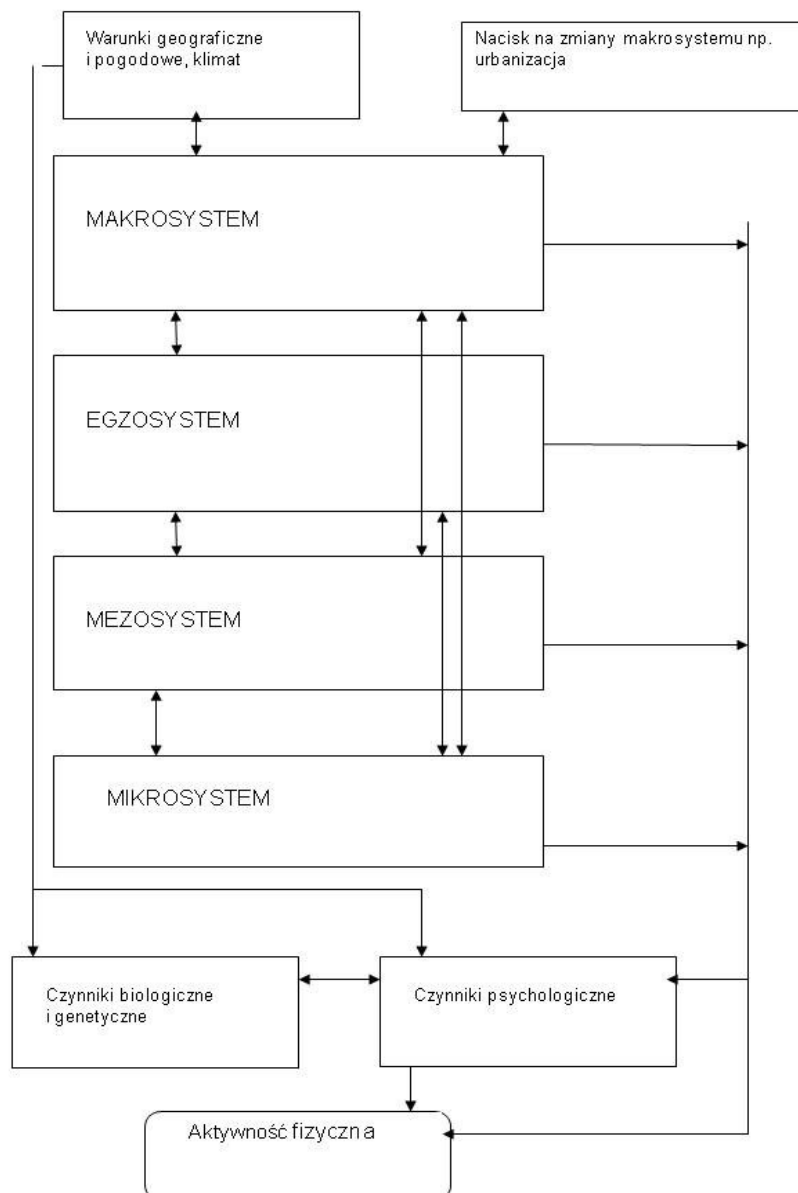 Warunki geograficzne
i pogodowe, klimat
Nacisk na zmiany makrosystemu np.
urbanizacja
MAKROSYSTEM
EGZOSYSTEM
MEZOSYSTEM
MIKROSYSTEM
Czynniki biologiczne
i genetyczne
Czynniki psychologiczne
Aktywność fizyczna